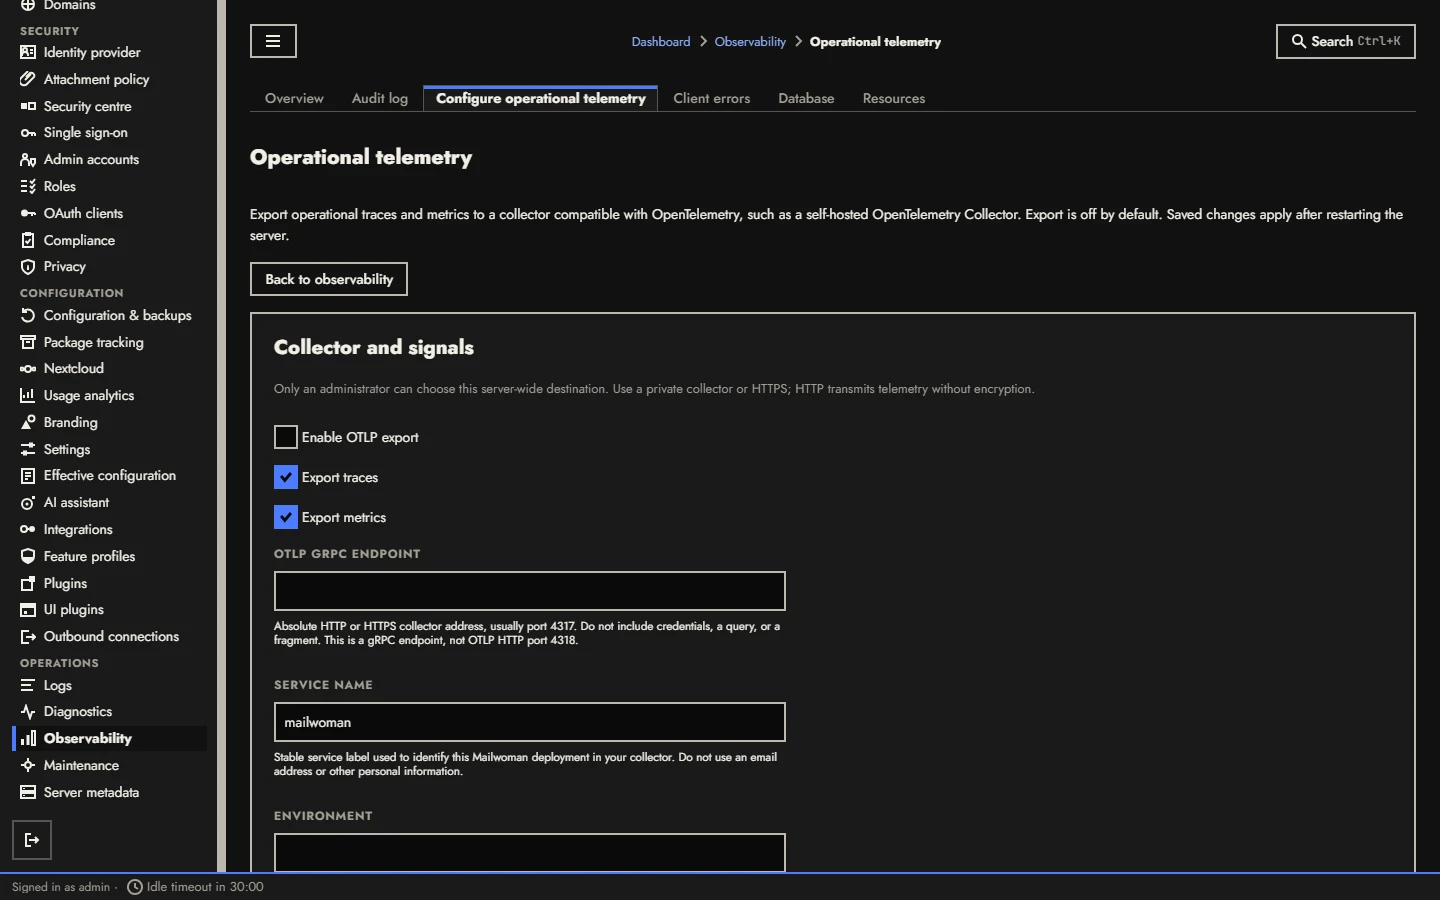 Domains
SECURITY
Identity provider
Attachment policy
Security centre
Single sign-on
Admin accounts
Roles
OAuth clients
Compliance
Privacy
CONFIGURATION
Configuration & backups
Package tracking
Nextcloud
Usage analytics
Branding
Settings
Effective configuration
AI assistant
Integrations
Feature profiles
Plugins
UI plugins
Outbound connections
OPERATIONS
Logs
Diagnostics
Observability
Maintenance
Server metadata
Dashboard > Observability > Operational telemetry
Search Ctrl+K
Overview Audit log Configure operational telemetry Client errors Database Resources
Operational telemetry
Export operational traces and metrics to a collector compatible with OpenTelemetry, such as a self-hosted OpenTelemetry Collector. Export is off by default. Saved changes apply after restarting the
server.
Back to observability
Collector and signals
Only an administrator can choose this server-wide destination. Use a private collector or HTTPS; HTTP transmits telemetry without encryption.
Enable OTLP export
Export traces
Export metrics
OTLP GRPC ENDPOINT
Absolute HTTP or HTTPS collector address, usually port 4317. Do not include credentials, a query, or a
fragment. This is a gRPC endpoint, not OTLP HTTP port 4318.
SERVICE NAME
mailwoman
Stable service label used to identify this Mailwoman deployment in your collector. Do not use an email
address or other personal information.
ENVIRONMENT
Signed in as admin · Idle timeout in 30:00